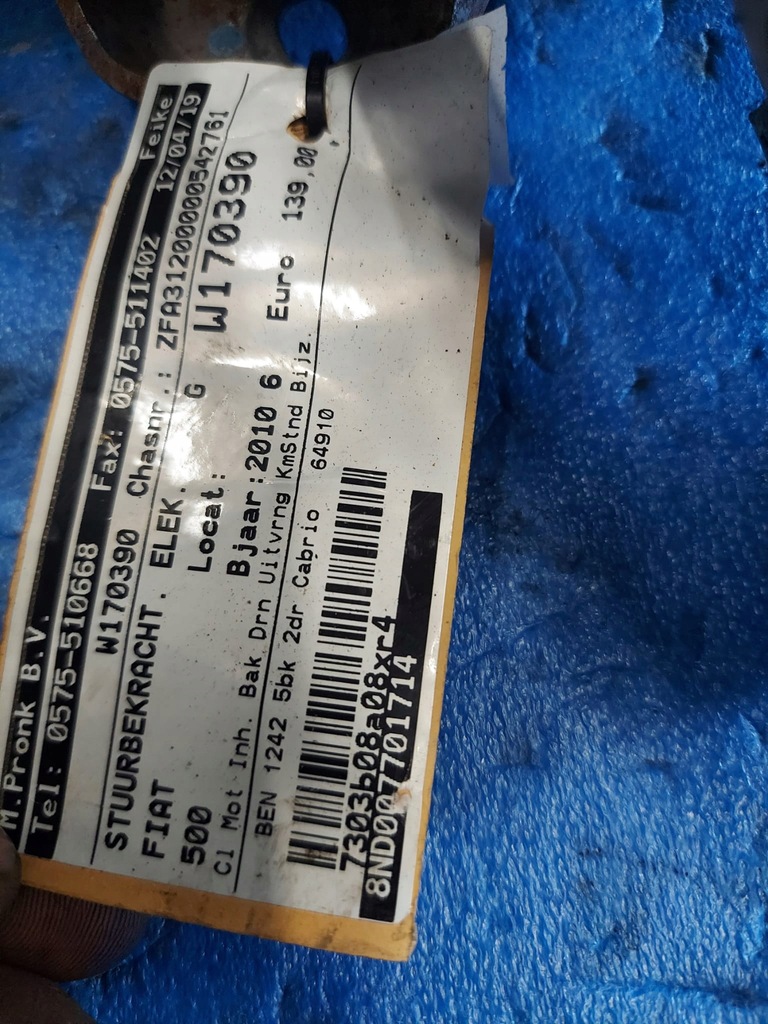 M.Pronk B.V. Feike
Tel: 0575-510668 Fax: 0575-511402 12/04/19
W170390 Chasnr.: ZFA31200000542761
STUURBEKRACHT. ELEK. G W170390
FIAT Locat:
500 Bjaar:2010 6 Euro 139,00
Cl Mot Inh. Bak Drn Uitvrng KmStnd Bijz.
BEN 1242 5bk 2dr Cabrio 64910
7303b08a08xr4
8ND007701714